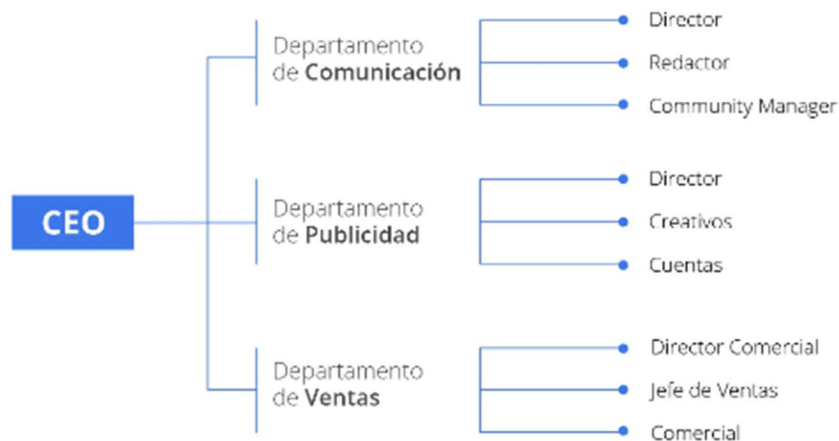 CEO
Departamento
de Comunicación
Director
Redactor
Community Manager
Departamento
de Publicidad
Director
Creativos
Cuentas
Departamento
de Ventas
Director Comercial
Jefe de Ventas
Comercial